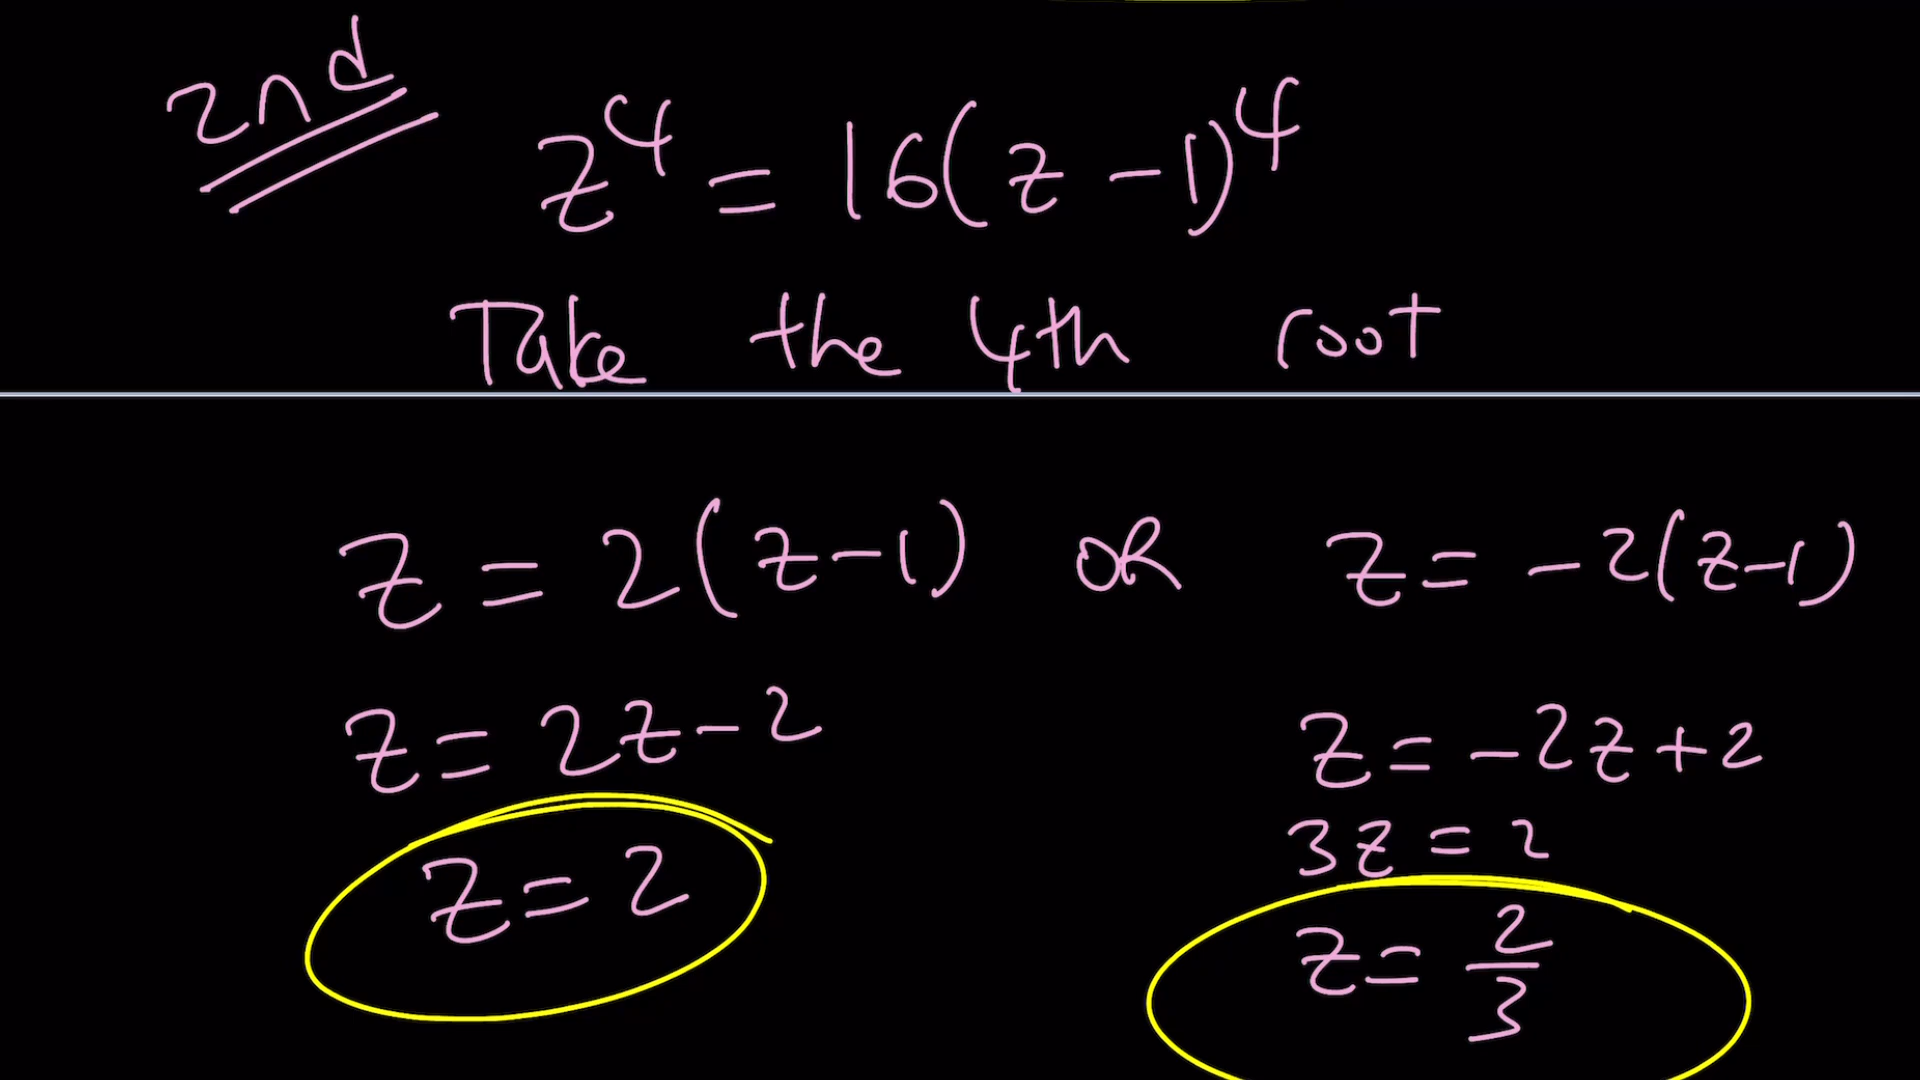 2nd
z⁴ = 16(z - 1)⁴
Take the 4th root
z = 2(z - 1) OR z = -2(z - 1)
z = 2z - 2
z = -2z + 2
3z = 2
z = 2
z = 2/3